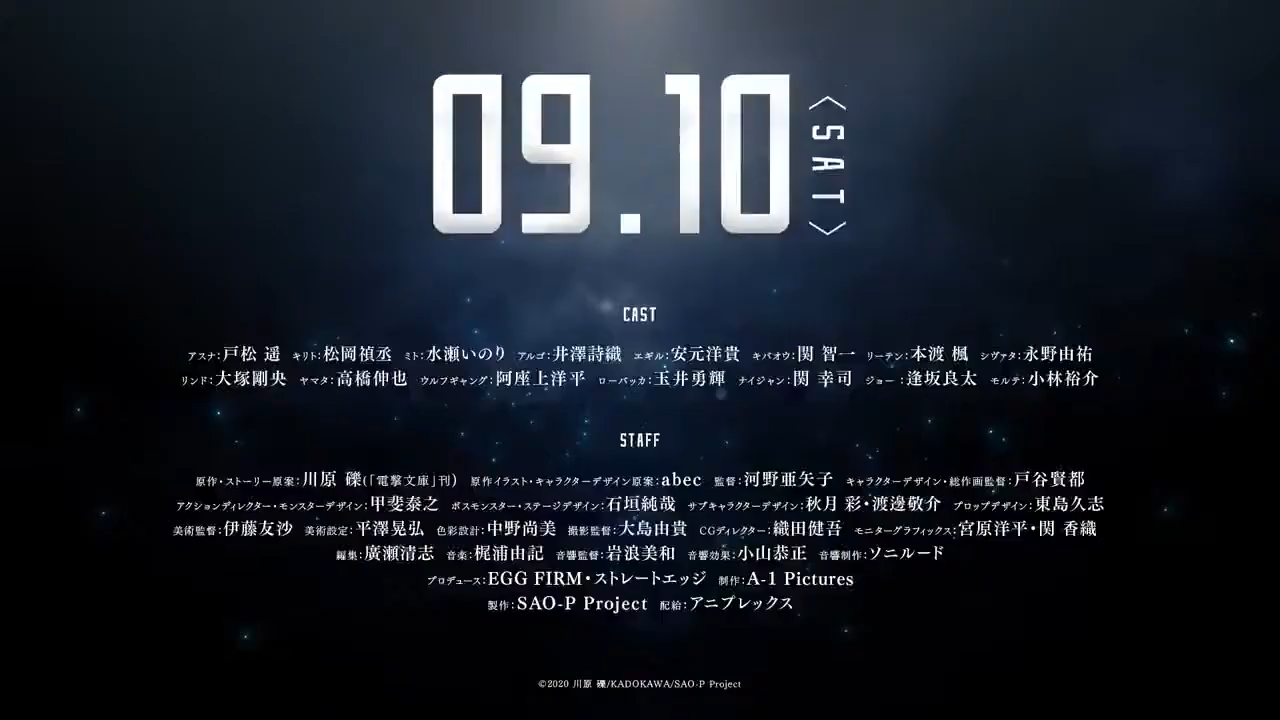 09.10 〈SAT〉
CAST
アスナ:戸松 遥 キリト:松岡禎丞 ミト:水瀬いのり アルゴ:井澤詩織 エギル:安元洋貴 キバオウ:関 智一 リーテン:本渡 楓 シヴァタ:永野由祐
リンド:大塚剛央 ヤマタ:高橋伸也 ウルフギャング:阿座上洋平 ローバッカ:玉井勇輝 ナイジャン:関 幸司 ジョー:逢坂良太 モルテ:小林裕介
STAFF
原作・ストーリー原案:川原 礫(「電撃文庫」刊) 原作イラスト・キャラクターデザイン原案:abec 監督:河野亜矢子 キャラクターデザイン・総作画監督:戸谷賢都
アクションディレクター・モンスターデザイン:甲斐泰之 ボスモンスター・ステージデザイン:石垣純哉 サブキャラクターデザイン:秋月 彩・渡邊敬介 プロップデザイン:東島久志
美術監督:伊藤友沙 美術設定:平澤晃弘 色彩設計:中野尚美 撮影監督:大島由貴 CGディレクター:織田健吾 モニターグラフィックス:宮原洋平・関 香織
編集:廣瀬清志 音楽:梶浦由記 音響監督:岩浪美和 音響効果:小山恭正 音響制作:ソニルード
プロデュース:EGG FIRM・ストレートエッジ 制作:A-1 Pictures
製作:SAO-P Project 配給:アニプレックス
©2020 川原 礫/KADOKAWA/SAO-P Project